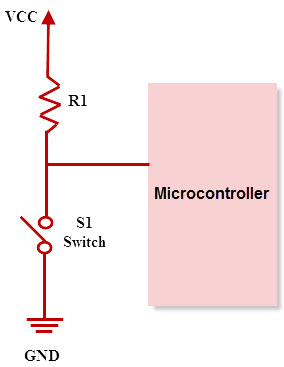 VCC
R1
Microcontroller
S1
Switch
GND